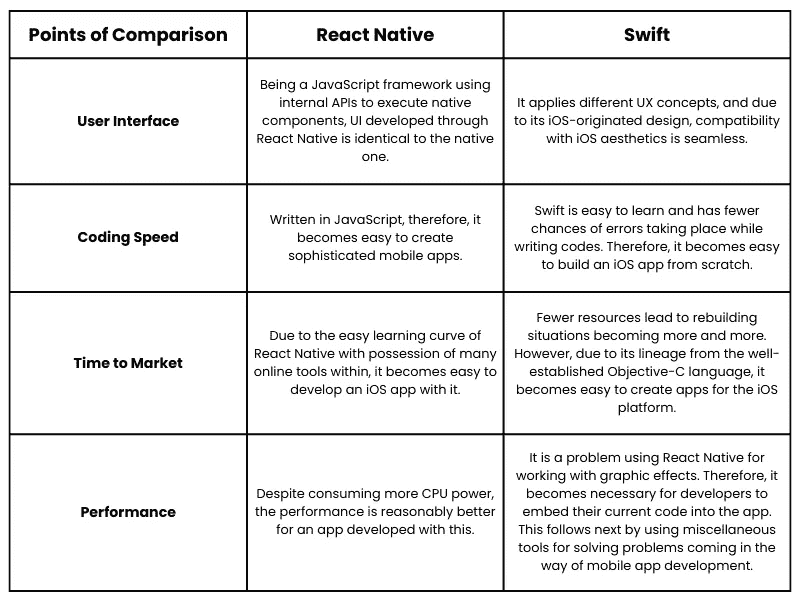 Points of Comparison
React Native
Swift
User Interface
Being a JavaScript framework using
internal APIs to execute native
components, UI developed through
React Native is identical to the native
one.
It applies different UX concepts, and due
to its iOS-originated design, compatibility
with iOS aesthetics is seamless.
Coding Speed
Written in JavaScript, therefore, it
becomes easy to create
sophisticated mobile apps.
Swift is easy to learn and has fewer
chances of errors taking place while
writing codes. Therefore, it becomes easy
to build an iOS app from scratch.
Time to Market
Due to the easy learning curve of
React Native with possession of many
online tools within, it becomes easy to
develop an iOS app with it.
Fewer resources lead to rebuilding
situations becoming more and more.
However, due to its lineage from the well-
established Objective-C language, it
becomes easy to create apps for the iOS
platform.
Performance
Despite consuming more CPU power,
the performance is reasonably better
for an app developed with this.
It is a problem using React Native for
working with graphic effects. Therefore, it
becomes necessary for developers to
embed their current code into the app.
This follows next by using miscellaneous
tools for solving problems coming in the
way of mobile app development.